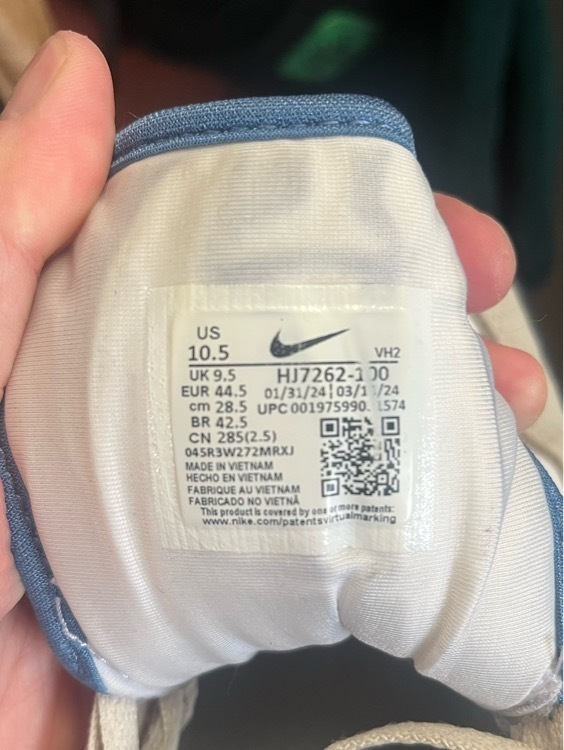 US
10.5
VH2
UK 9.5 HJ7262-100
EUR 44.5 01/31/24
cm 28.5 UPC
BR 42.5
CN 285(2.5)
045R3W272MRXJ
MADE IN VIETNAM
HECHO EN VIETNAM
FABRIQUE AU VIETNAM
FABRICADO NO VIETNÃ
This product is covered by one or more patents:
www.nike.com/patentsvirtualmarking